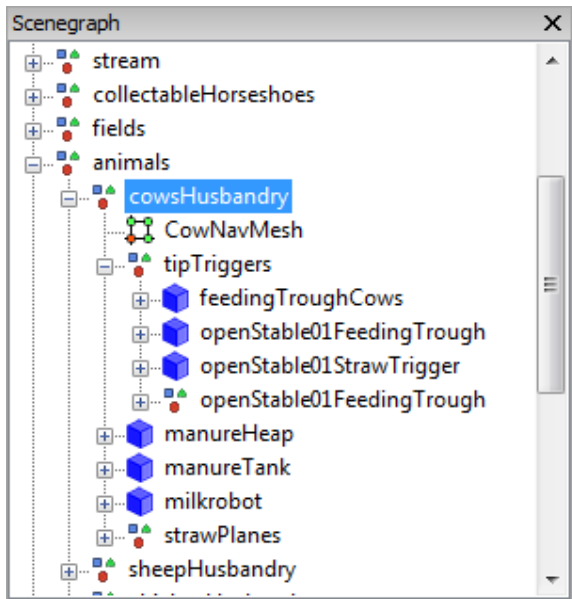 Scenegraph
stream
collectableHorseshoes
fields
animals
cowsHusbandry
CowNavMesh
tipTriggers
feedingTroughCows
openStable01FeedingTrough
openStable01StrawTrigger
openStable01FeedingTrough
manureHeap
manureTank
milkrobot
strawPlanes
sheepHusbandry